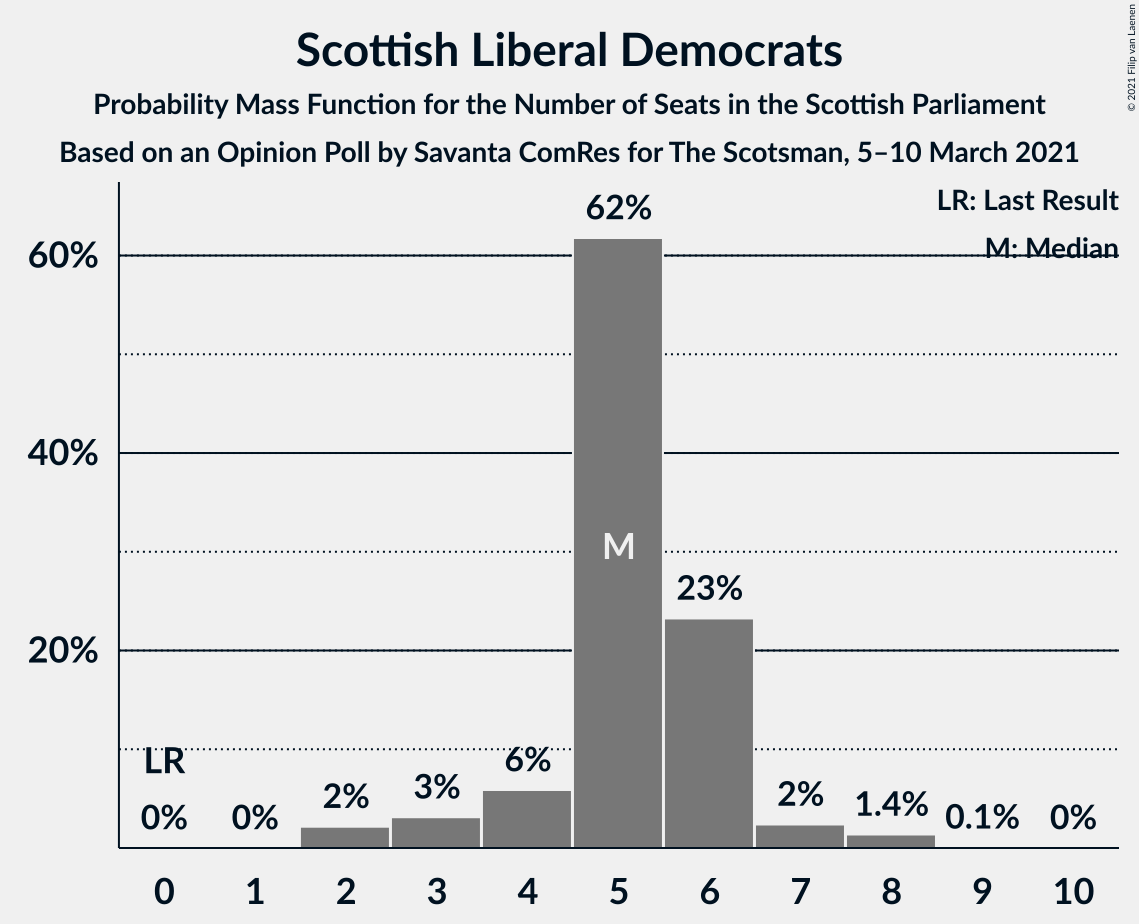 Scottish Liberal Democrats
Probability Mass Function for the Number of Seats in the Scottish Parliament
Based on an Opinion Poll by Savanta ComRes for The Scotsman, 5–10 March 2021
© 2021 Filip van Laenen
LR: Last Result
M: Median
62%
60%
40%
M
23%
20%
LR
6%
0% 0% 2% 3% 2% 1.4% 0.1% 0%
0 1 2 3 4 5 6 7 8 9 10